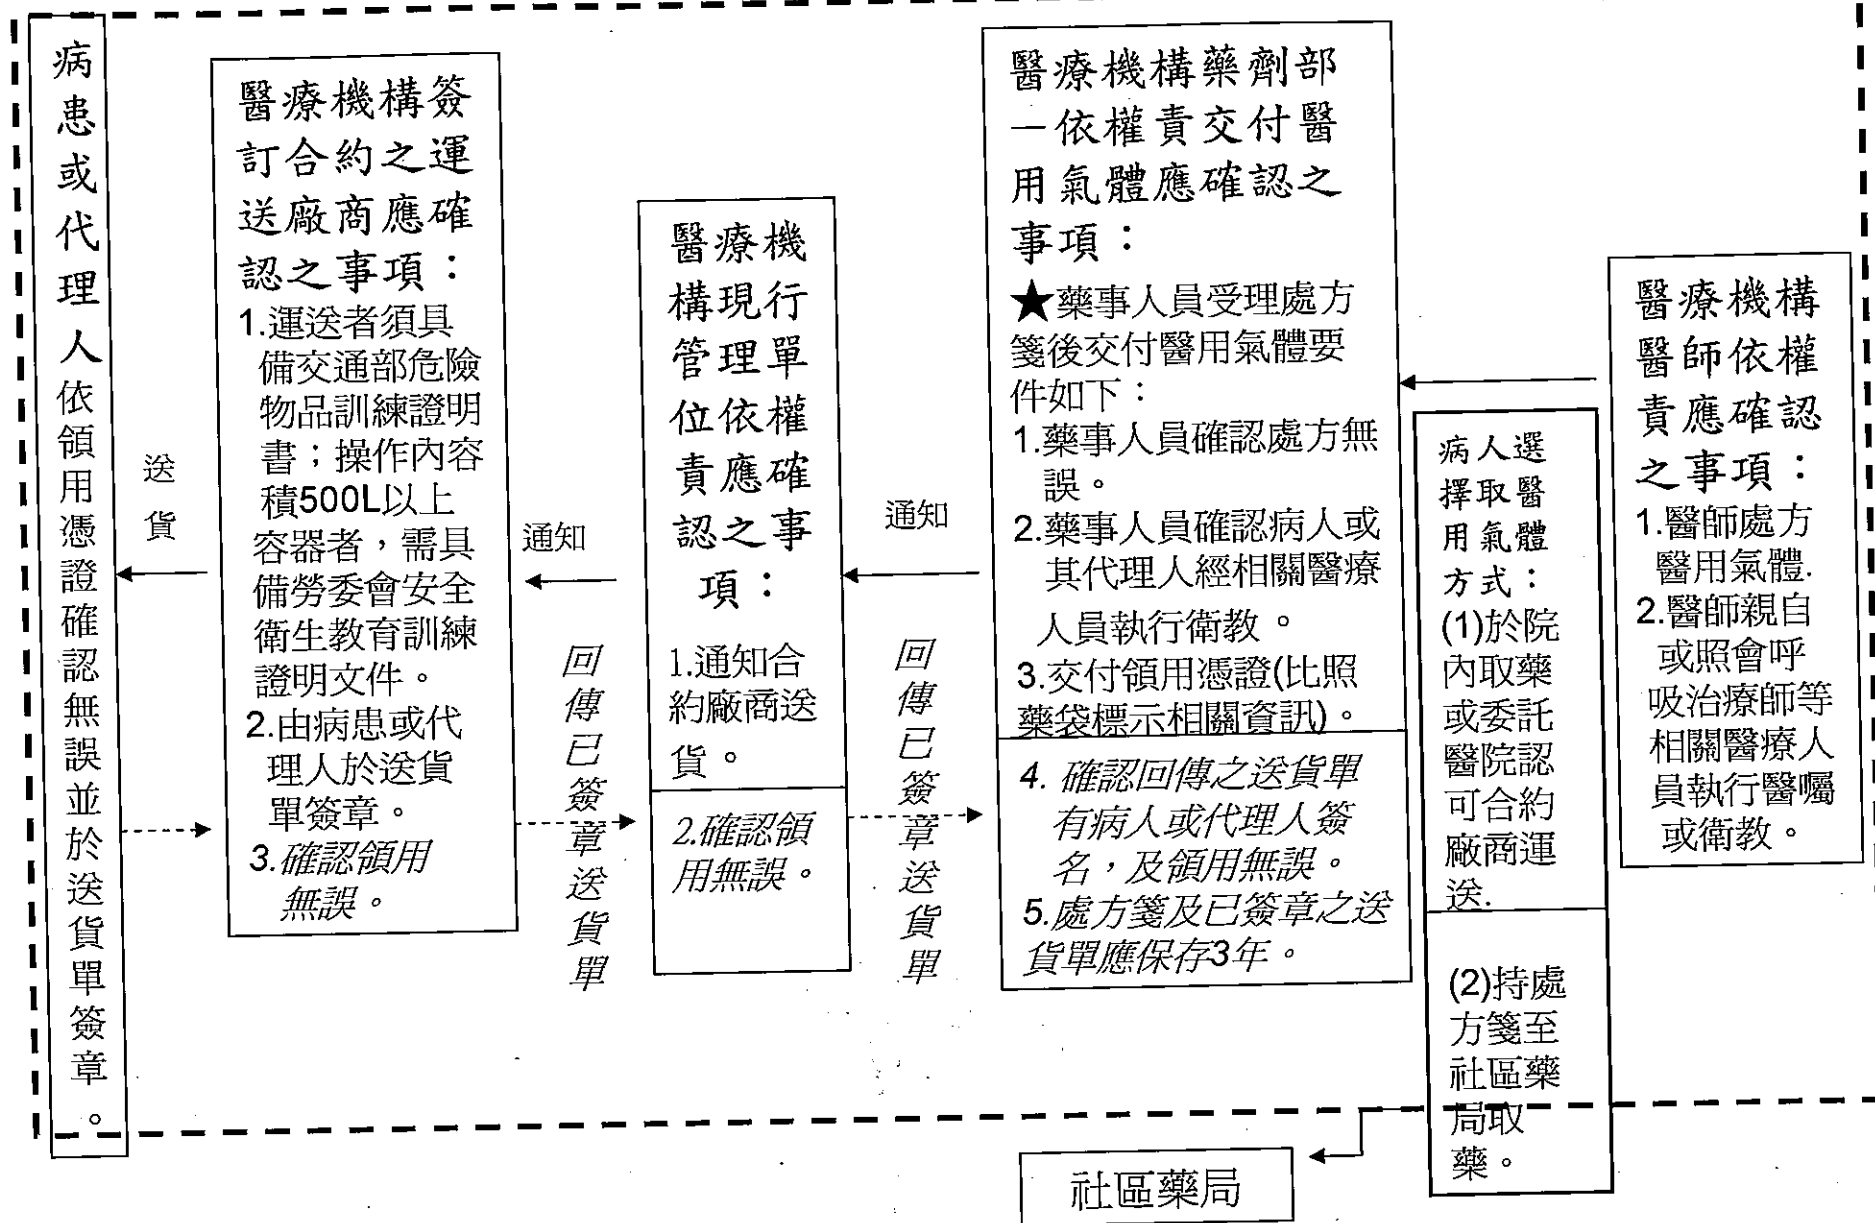 病患或代理人依領用憑證確認無誤並於送貨單簽章。
送貨
醫療機構簽
訂合約之運
送廠商應確
認之事項：
1.運送者須具
備交通部危險
物品訓練證明
書；操作內容
積500L以上
容器者，需具
備勞委會安全
衛生教育訓練
證明文件。
2.由病患或代
理人於送貨
單簽章。
3.確認領用
無誤。
通知
回傳已簽章送貨單
醫療機
構現行
管理單
位依權
責應確
認之事
項：
1.通知合
約廠商送
貨。
2.確認領
用無誤。
通知
回傳已簽章送貨單
醫療機構藥劑部
－依權責交付醫
用氣體應確認之
事項：
★藥事人員受理處方
箋後交付醫用氣體要
件如下：
1.藥事人員確認處方無
誤。
2.藥事人員確認病人或
其代理人經相關醫療
人員執行衛教。
3.交付領用憑證(比照
藥袋標示相關資訊)。
4. 確認回傳之送貨單
有病人或代理人簽
名，及領用無誤。
5.處方箋及已簽章之送
貨單應保存3年。
病人選
擇取醫
用氣體
方式：
(1)於院
內取藥
或委託
醫院認
可合約
廠商運
送.
(2)持處
方箋至
社區藥
局取
藥。
醫療機構
醫師依權
責應確認
之事項：
1.醫師處方
醫用氣體.
2.醫師親自
或照會呼
吸治療師等
相關醫療人
員執行醫囑
或衛教。
社區藥局